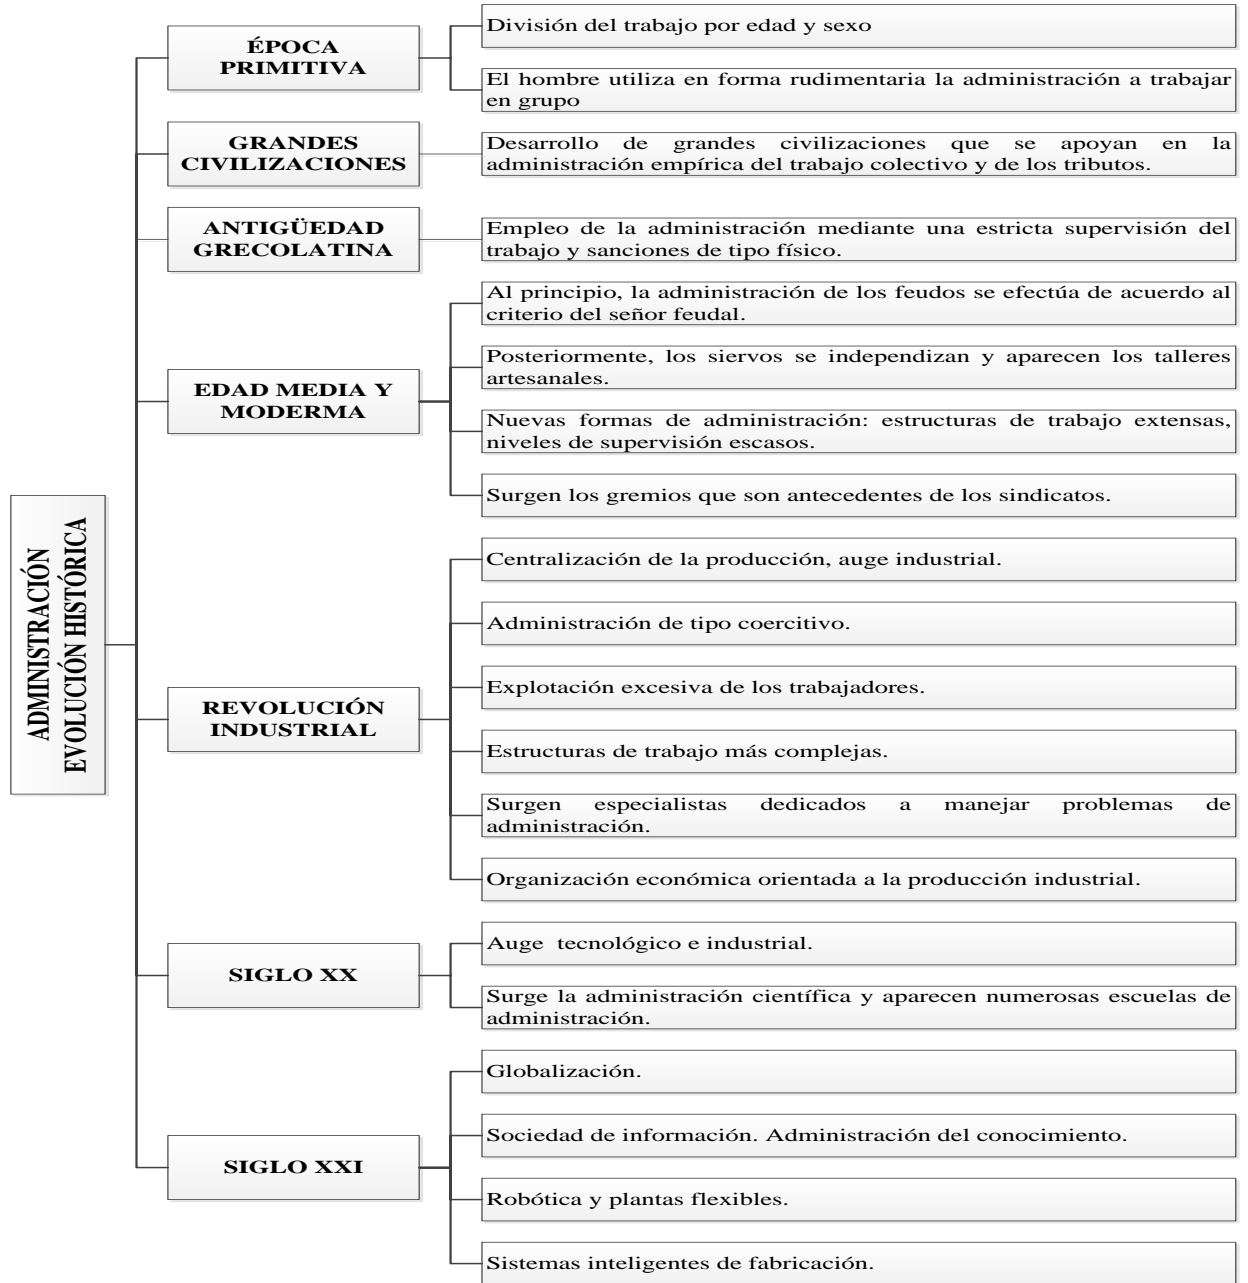 ADMINISTRACIÓN
EVOLUCIÓN HISTÓRICA
ÉPOCA
PRIMITIVA
División del trabajo por edad y sexo
El hombre utiliza en forma rudimentaria la administración a trabajar
en grupo
GRANDES
CIVILIZACIONES
Desarrollo de grandes civilizaciones que se apoyan en la
administración empírica del trabajo colectivo y de los tributos.
ANTIGÜEDAD
GRECOLATINA
Empleo de la administración mediante una estricta supervisión del
trabajo y sanciones de tipo físico.
EDAD MEDIA Y
MODERMA
Al principio, la administración de los feudos se efectúa de acuerdo al
criterio del señor feudal.
Posteriormente, los siervos se independizan y aparecen los talleres
artesanales.
Nuevas formas de administración: estructuras de trabajo extensas,
niveles de supervisión escasos.
Surgen los gremios que son antecedentes de los sindicatos.
REVOLUCIÓN
INDUSTRIAL
Centralización de la producción, auge industrial.
Administración de tipo coercitivo.
Explotación excesiva de los trabajadores.
Estructuras de trabajo más complejas.
Surgen especialistas dedicados a manejar problemas de
administración.
Organización económica orientada a la producción industrial.
SIGLO XX
Auge tecnológico e industrial.
Surge la administración científica y aparecen numerosas escuelas de
administración.
SIGLO XXI
Globalización.
Sociedad de información. Administración del conocimiento.
Robótica y plantas flexibles.
Sistemas inteligentes de fabricación.